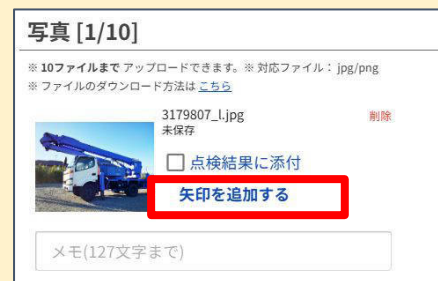 写真 [1/10]
※ 10ファイルまで アップロードできます。※ 対応ファイル： jpg/png
※ ファイルのダウンロード方法は こちら
3179807_l.jpg 削除
未保存
点検結果に添付
矢印を追加する
メモ(127文字まで)